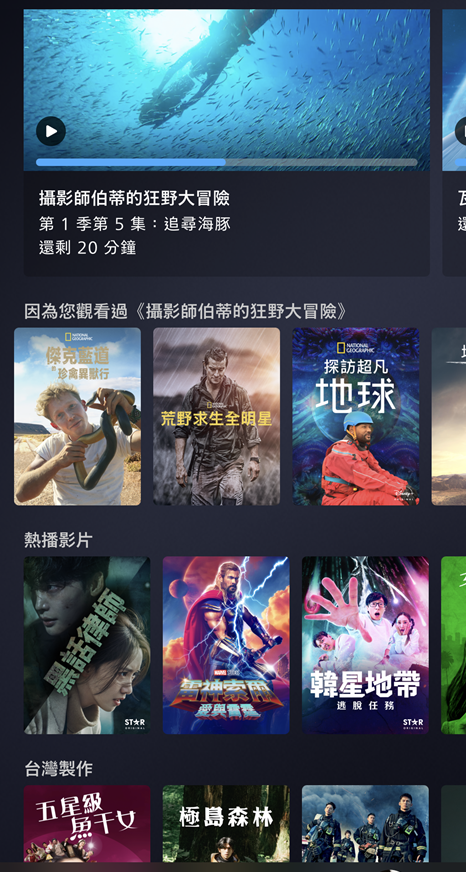 攝影師伯蒂的狂野大冒險
第 1 季第 5 集：追尋海豚
還剩 20 分鐘
因為您觀看過《攝影師伯蒂的狂野大冒險》
NATIONAL
GEOGRAPHIC
傑克藍道
珍禽異獸行
荒野求生全明星
NATIONAL
GEOGRAPHIC
探訪超凡
地球
Disney+
ORIGINAL
熱播影片
黑話律師
STAR
ORIGINAL
MARVEL STUDIOS
雷神索爾
愛與雷霆
韓星地帶
逃脫任務
STAR
ORIGINAL
台灣製作
五星級
魚干女
極島森林